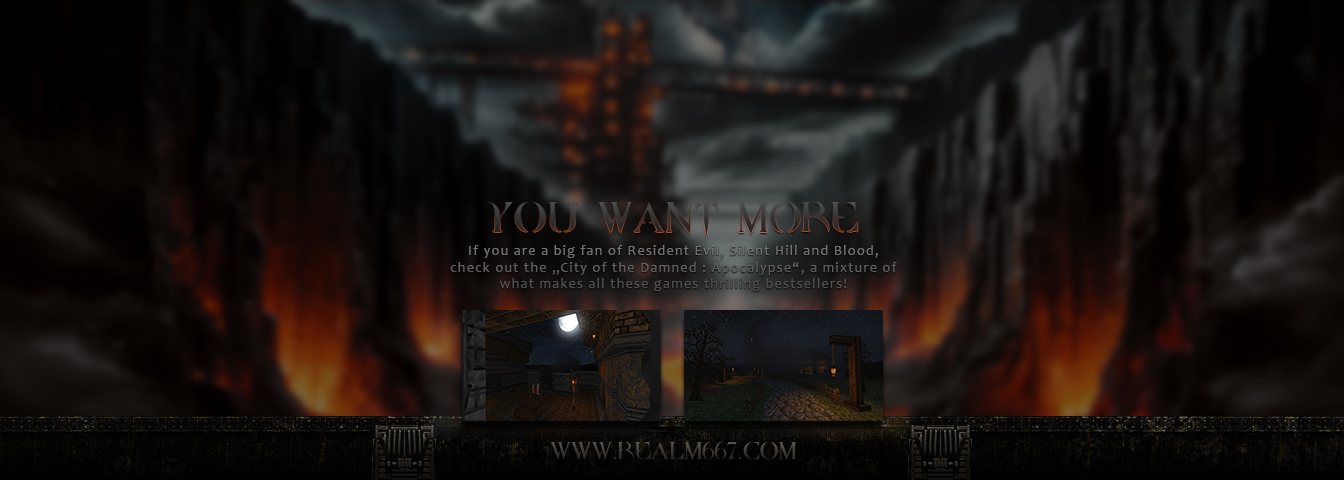 YOU WANT MORE
If you are a big fan of Resident Evil, Silent Hill and Blood,
check out the „City of the Damned : Apocalypse“, a mixture of
what makes all these games thrilling bestsellers!
WWW.REALM667.COM